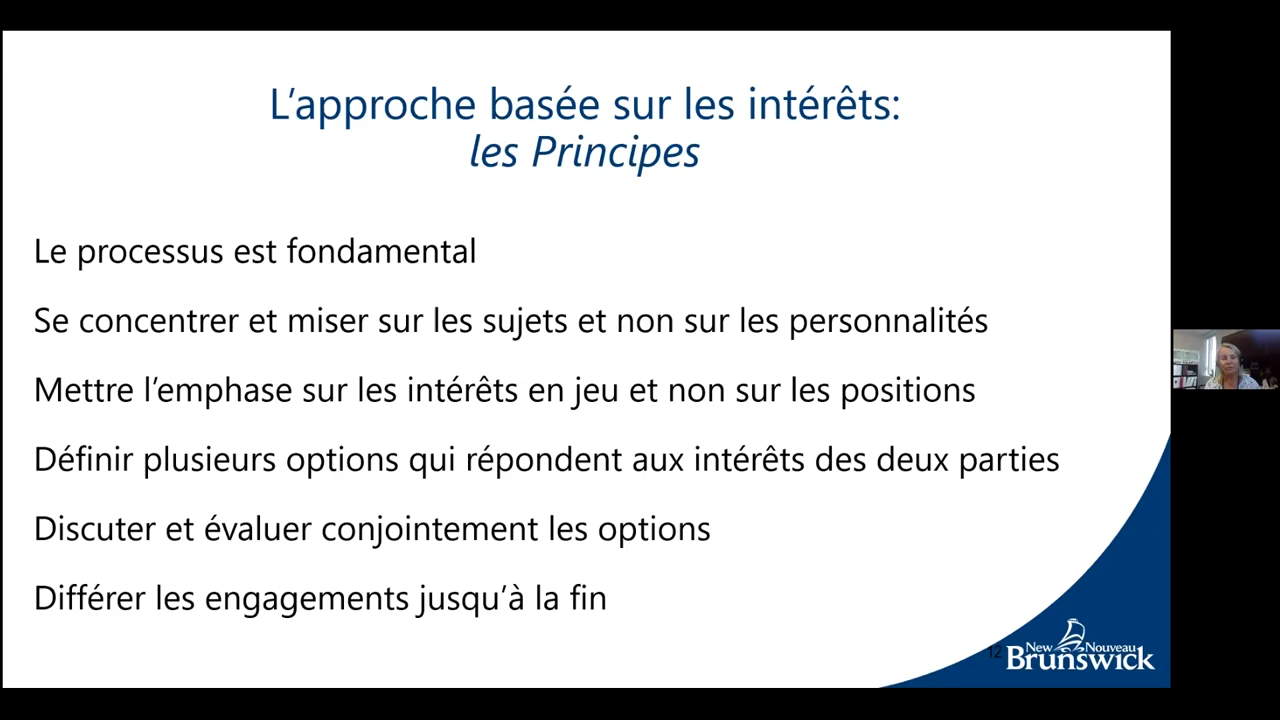 L'approche basée sur les intérêts:
les Principes
Le processus est fondamental
Se concentrer et miser sur les sujets et non sur les personnalités
Mettre l'emphase sur les intérêts en jeu et non sur les positions
Définir plusieurs options qui répondent aux intérêts des deux parties
Discuter et évaluer conjointement les options
Différer les engagements jusqu'à la fin
12
New Nouveau
Brunswick